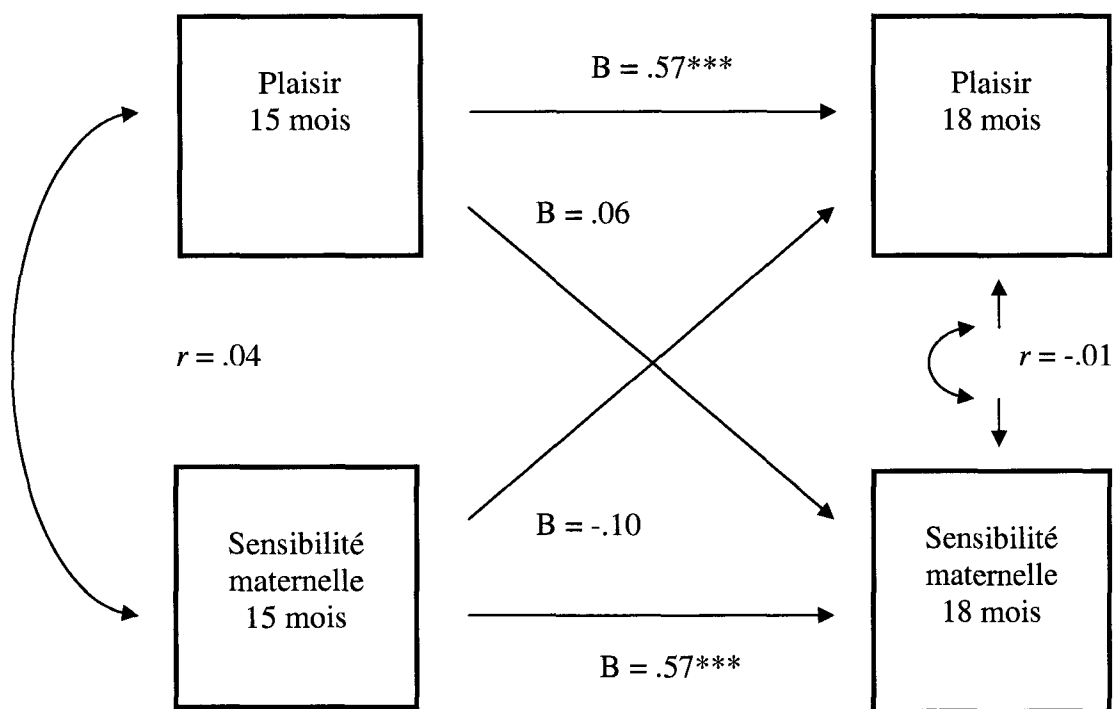 Plaisir
15 mois
B = .57***
Plaisir
18 mois
B = .06
r = .04
r = -.01
Sensibilité
maternelle
15 mois
B = -.10
Sensibilité
maternelle
18 mois
B = .57***